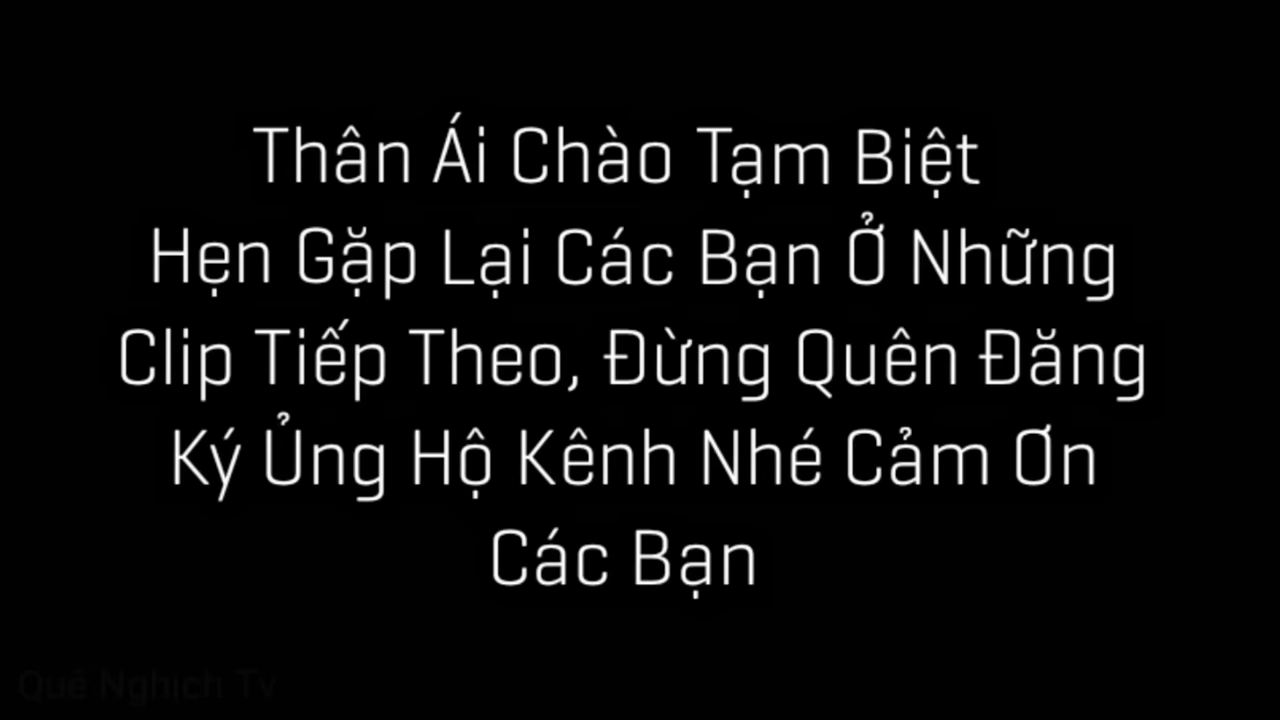 Thân Ái Chào Tạm Biệt
Hẹn Gặp Lại Các Bạn Ở Những
Clip Tiếp Theo, Đừng Quên Đăng
Ký Ủng Hộ Kênh Nhé Cảm Ơn
Các Bạn
Quê Nghịch Tv